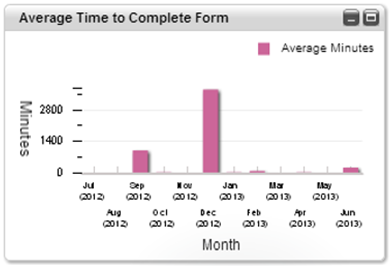 Average Time to Complete Form
Average Minutes
Minutes
2800
1400
0
Jul Sep Nov Jan Mar May
(2012) (2012) (2012) (2013) (2013) (2013)
Aug Oct Dec Feb Apr Jun
(2012) (2012) (2012) (2013) (2013) (2013)
Month